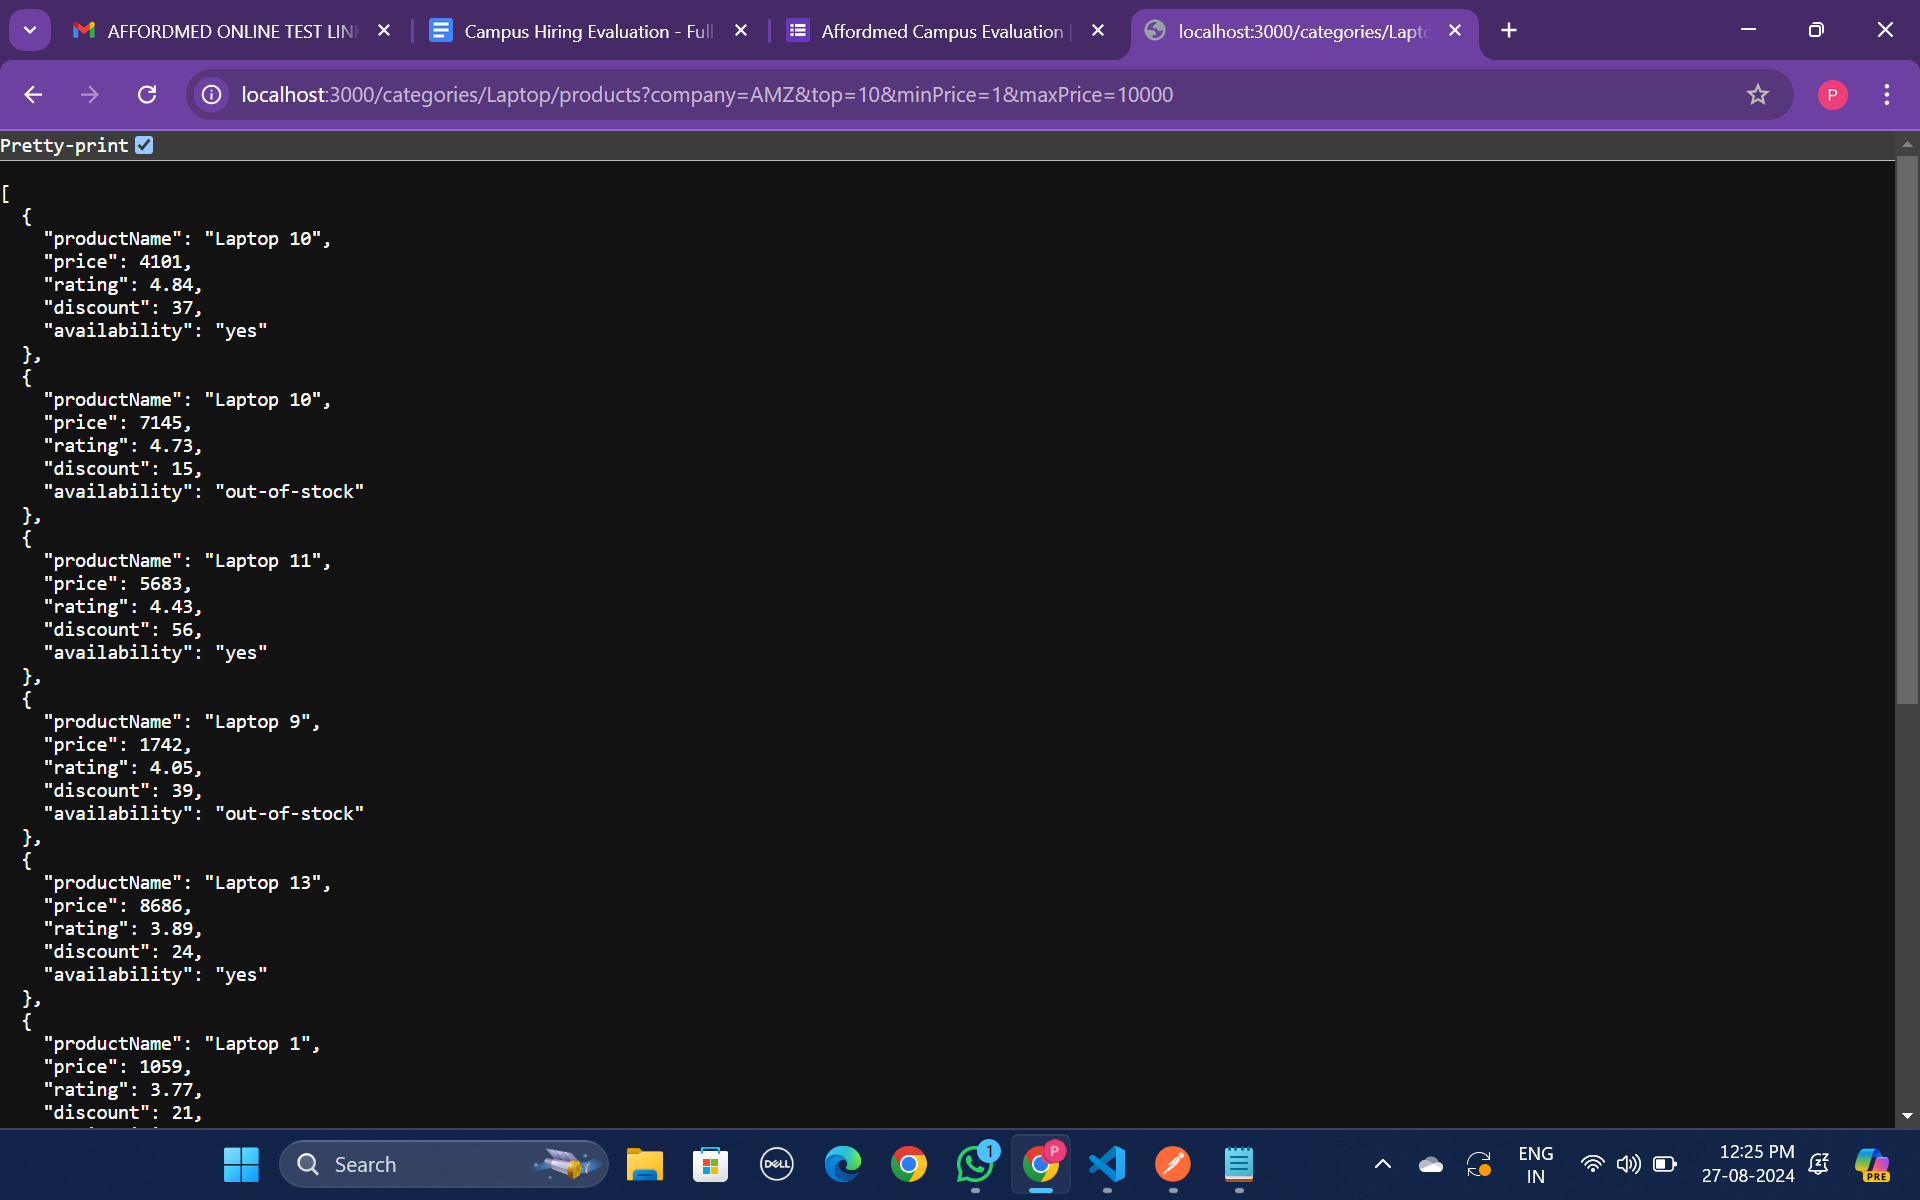 AFFORDMED ONLINE TEST LIN
Campus Hiring Evaluation - Full
Affordmed Campus Evaluation |
localhost:3000/categories/Lapto
localhost:3000/categories/Laptop/products?company=AMZ&top=10&minPrice=1&maxPrice=10000
P
Pretty-print
[
{
"productName": "Laptop 10",
"price": 4101,
"rating": 4.84,
"discount": 37,
"availability": "yes"
},
{
"productName": "Laptop 10",
"price": 7145,
"rating": 4.73,
"discount": 15,
"availability": "out-of-stock"
},
{
"productName": "Laptop 11",
"price": 5683,
"rating": 4.43,
"discount": 56,
"availability": "yes"
},
{
"productName": "Laptop 9",
"price": 1742,
"rating": 4.05,
"discount": 39,
"availability": "out-of-stock"
},
{
"productName": "Laptop 13",
"price": 8686,
"rating": 3.89,
"discount": 24,
"availability": "yes"
},
{
"productName": "Laptop 1",
"price": 1059,
"rating": 3.77,
"discount": 21,
Search
DELL
1
P
ENG
IN
12:25 PM
27-08-2024
PRE